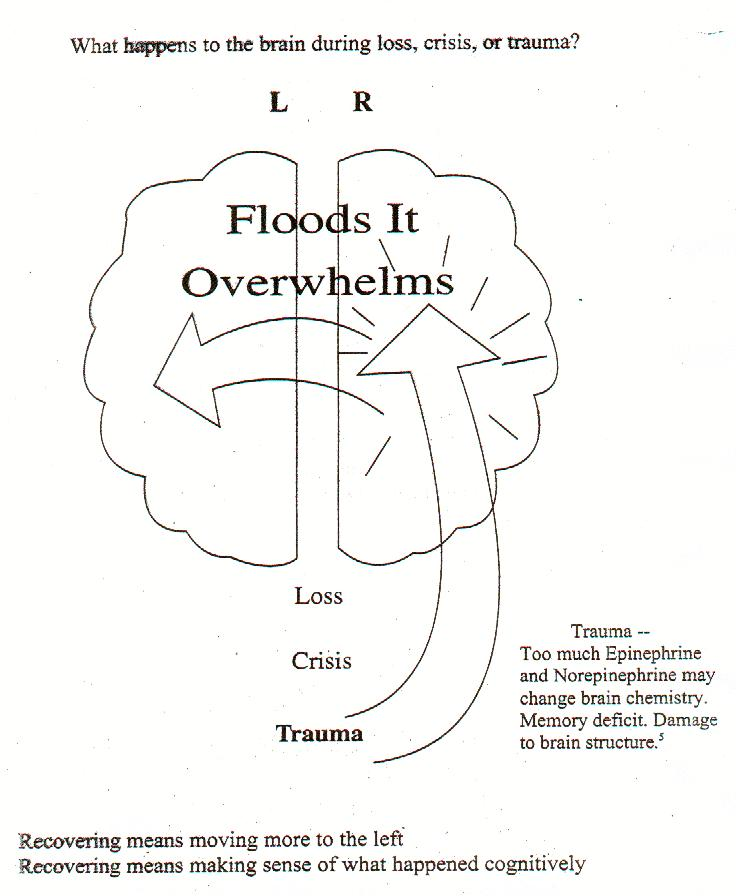 What happens to the brain during loss, crisis, or trauma?
L R
Floods It
Overwhelms
Loss
Crisis
Trauma
Trauma --
Too much Epinephrine
and Norepinephrine may
change brain chemistry.
Memory deficit. Damage
to brain structure.⁵
Recovering means moving more to the left
Recovering means making sense of what happened cognitively